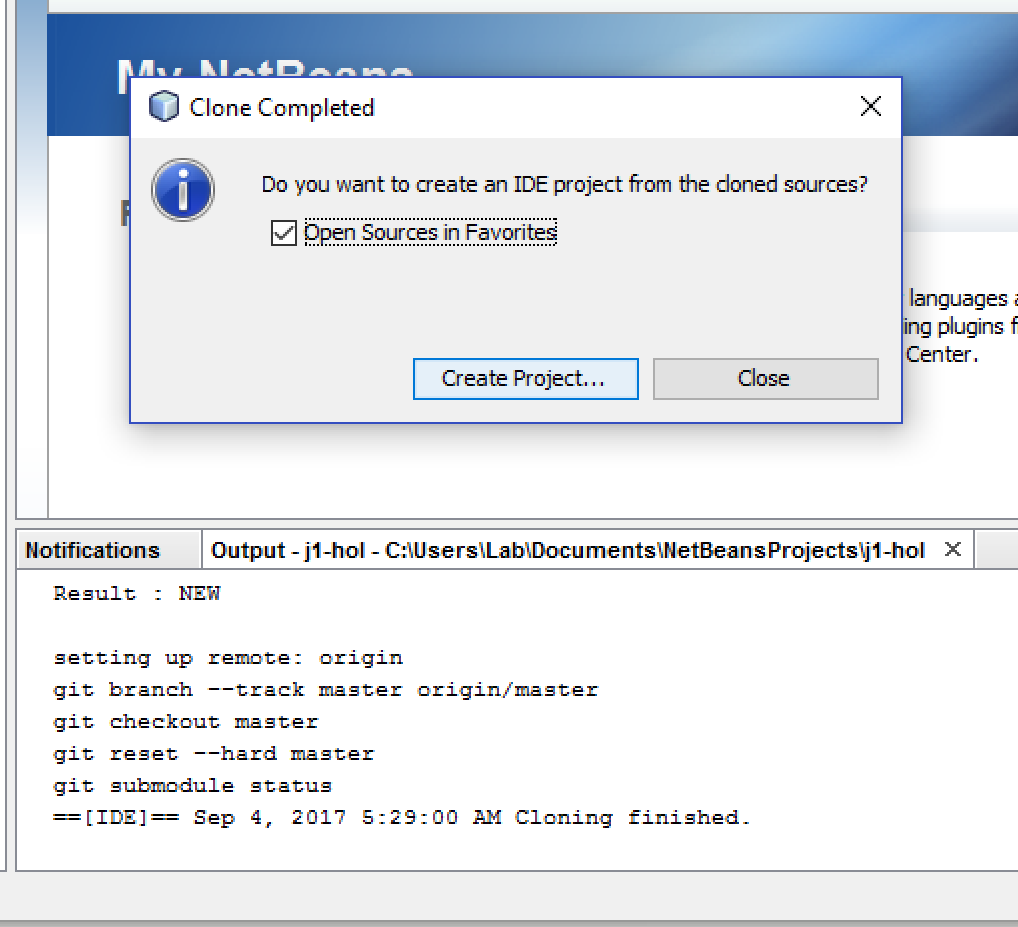 My NetBeans
Clone Completed
Do you want to create an IDE project from the cloned sources?
Open Sources in Favorites
languages
ing plugins f
Center.
Create Project...
Close
Notifications
Output - j1-hol - C:\Users\Lab\Documents\NetBeansProjects\j1-hol
Result : NEW
setting up remote: origin
git branch --track master origin/master
git checkout master
git reset --hard master
git submodule status
==[IDE]== Sep 4, 2017 5:29:00 AM Cloning finished.